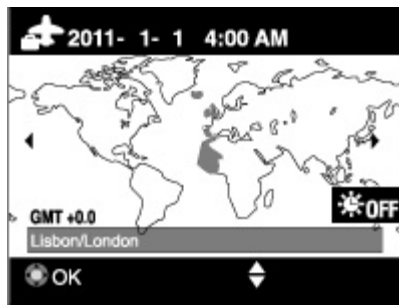 2011- 1- 1 4:00 AM
OFF
GMT +0.0
Lisbon/London
OK